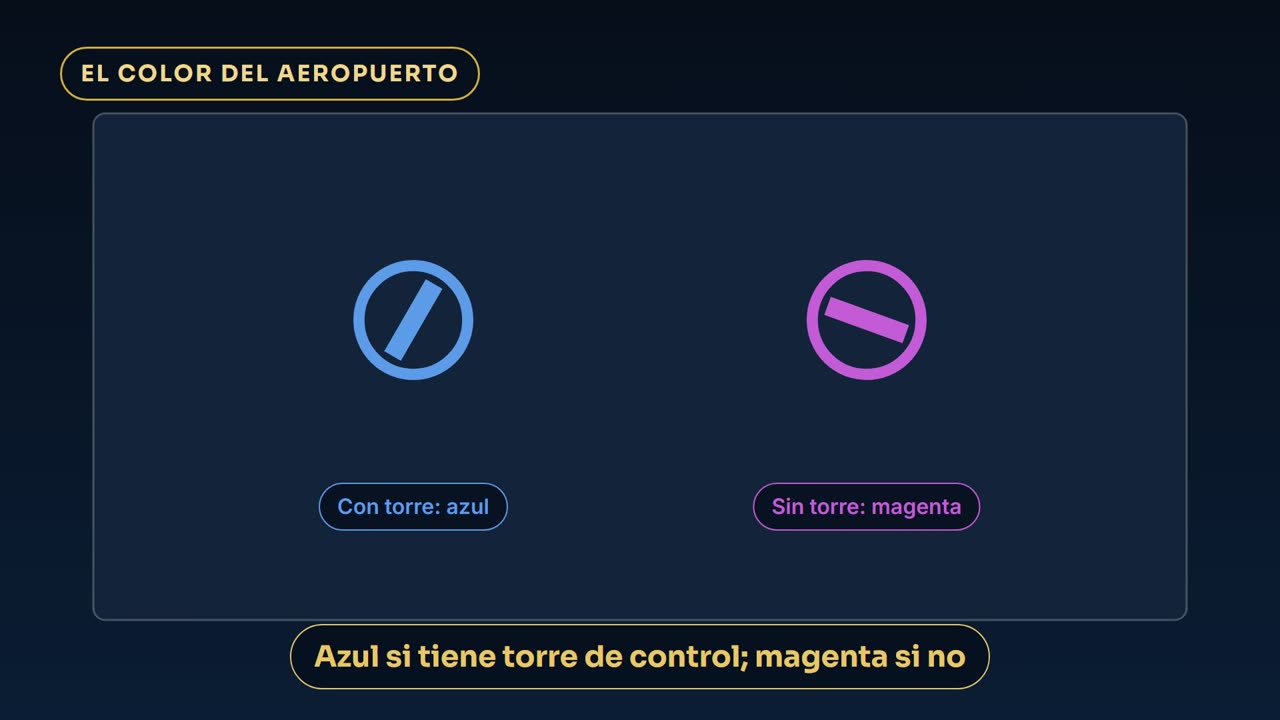 EL COLOR DEL AEROPUERTO
Con torre: azul
Sin torre: magenta
Azul si tiene torre de control; magenta si no